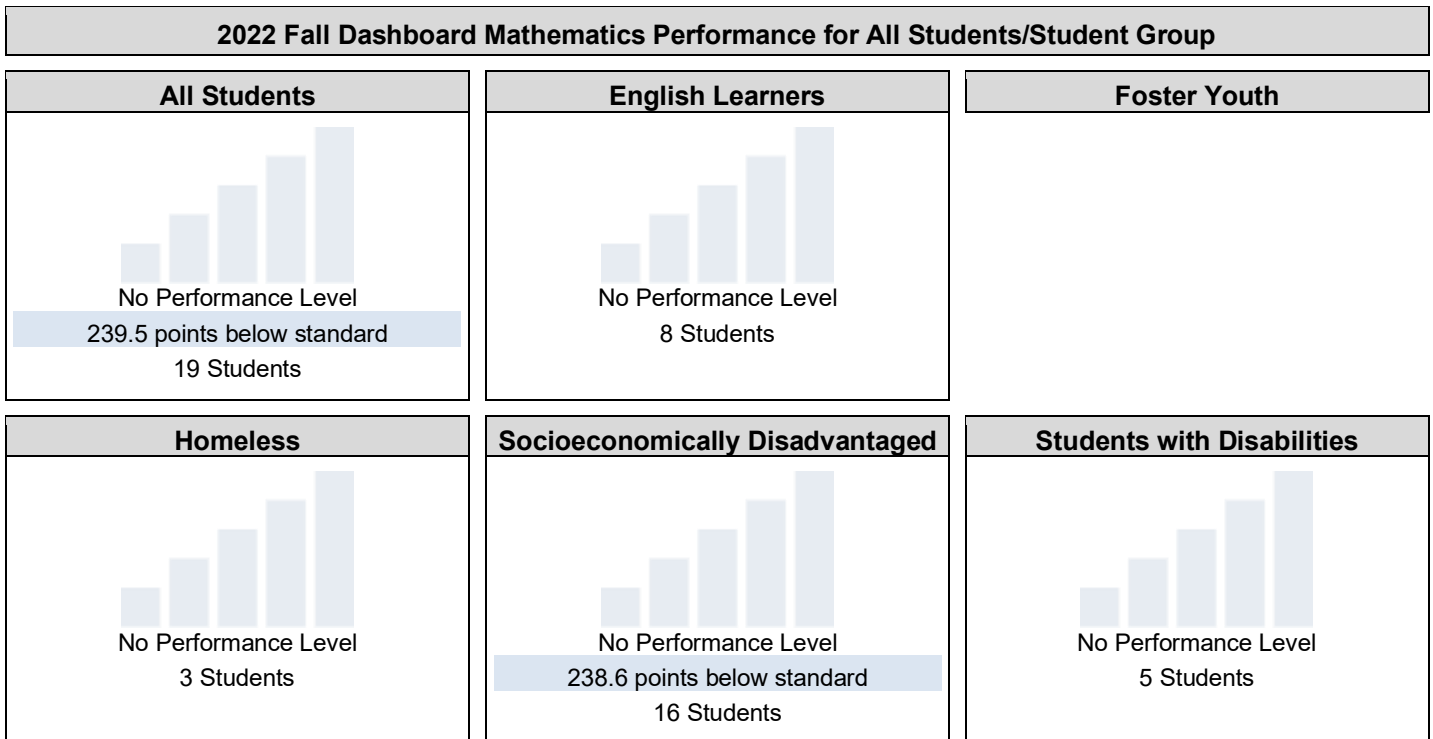 2022 Fall Dashboard Mathematics Performance for All Students/Student Group
All Students
No Performance Level
239.5 points below standard
19 Students
English Learners
No Performance Level
8 Students
Foster Youth
Homeless
No Performance Level
3 Students
Socioeconomically Disadvantaged
No Performance Level
238.6 points below standard
16 Students
Students with Disabilities
No Performance Level
5 Students